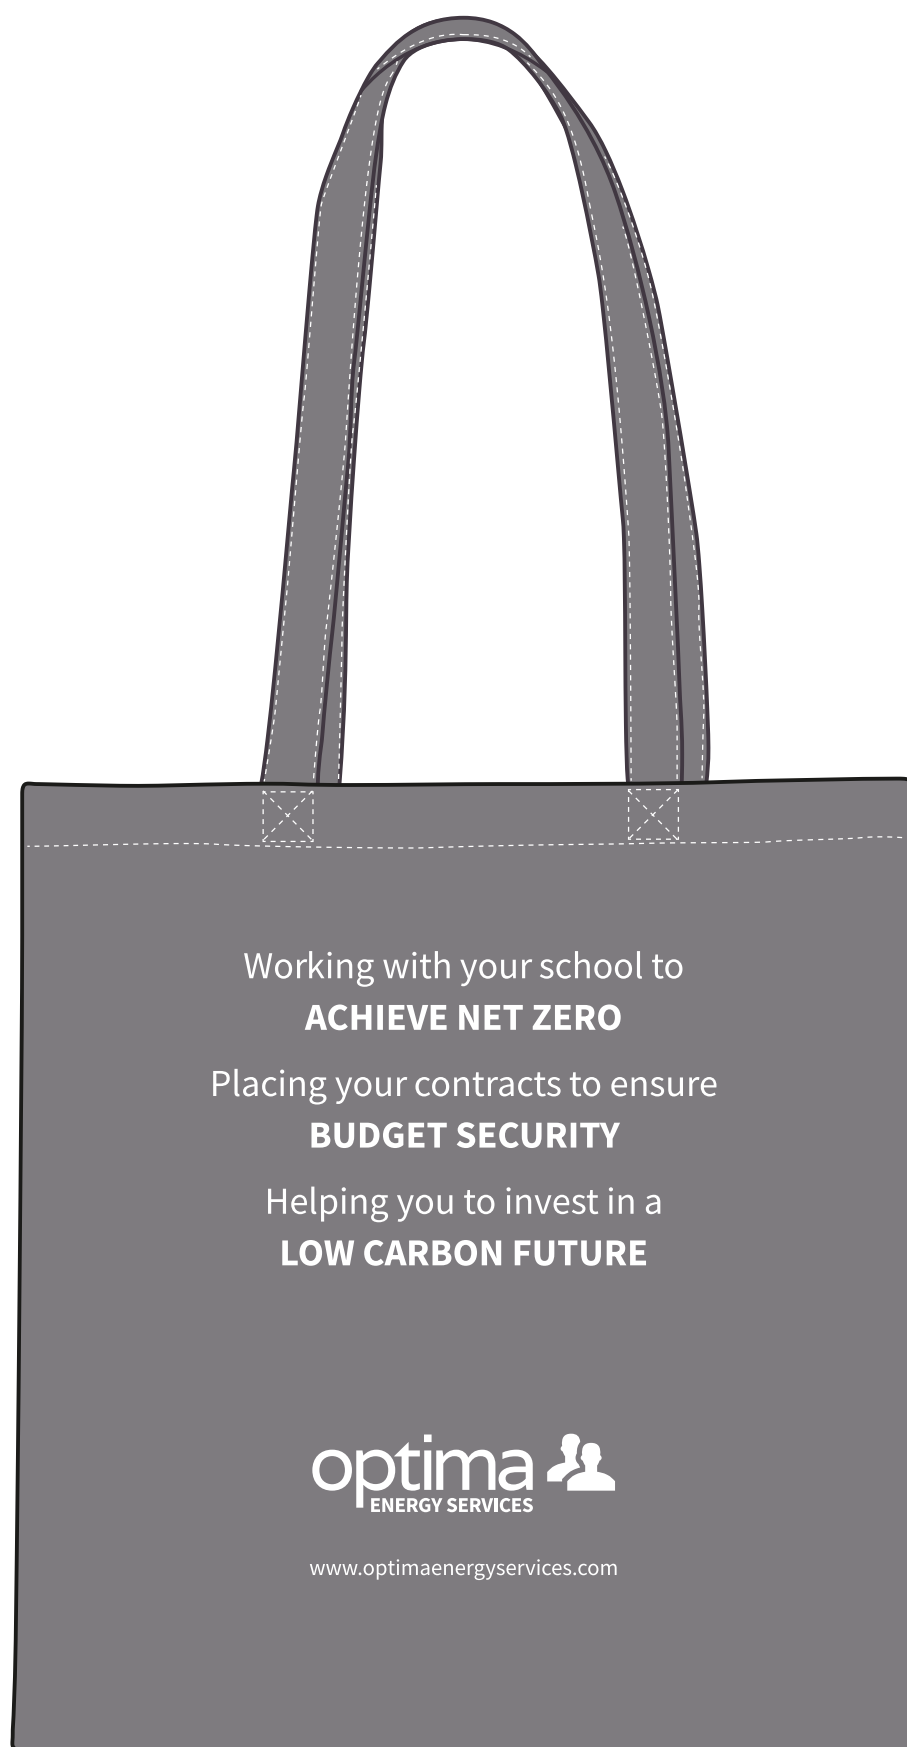 Working with your school to
ACHIEVE NET ZERO
Placing your contracts to ensure
BUDGET SECURITY
Helping you to invest in a
LOW CARBON FUTURE
optima
ENERGY SERVICES
www.optimaenergyservices.com